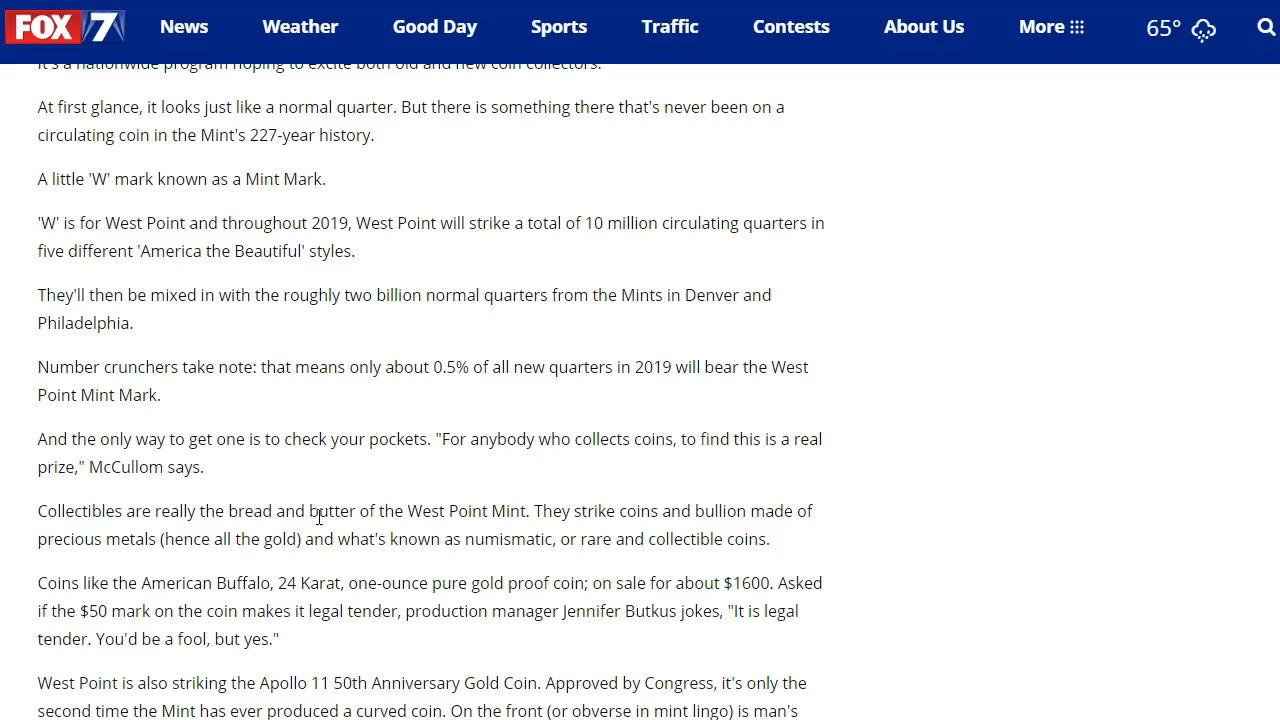 FOX 7 News Weather Good Day Sports Traffic Contests About Us More 65°
It's a nationwide program hoping to excite both old and new coin collectors.
At first glance, it looks just like a normal quarter. But there is something there that's never been on a
circulating coin in the Mint's 227-year history.
A little 'W' mark known as a Mint Mark.
'W' is for West Point and throughout 2019, West Point will strike a total of 10 million circulating quarters in
five different 'America the Beautiful' styles.
They'll then be mixed in with the roughly two billion normal quarters from the Mints in Denver and
Philadelphia.
Number crunchers take note: that means only about 0.5% of all new quarters in 2019 will bear the West
Point Mint Mark.
And the only way to get one is to check your pockets. "For anybody who collects coins, to find this is a real
prize," McCullom says.
Collectibles are really the bread and butter of the West Point Mint. They strike coins and bullion made of
precious metals (hence all the gold) and what's known as numismatic, or rare and collectible coins.
Coins like the American Buffalo, 24 Karat, one-ounce pure gold proof coin; on sale for about $1600. Asked
if the $50 mark on the coin makes it legal tender, production manager Jennifer Butkus jokes, "It is legal
tender. You'd be a fool, but yes."
West Point is also striking the Apollo 11 50th Anniversary Gold Coin. Approved by Congress, it's only the
second time the Mint has ever produced a curved coin. On the front (or obverse in mint lingo) is man's